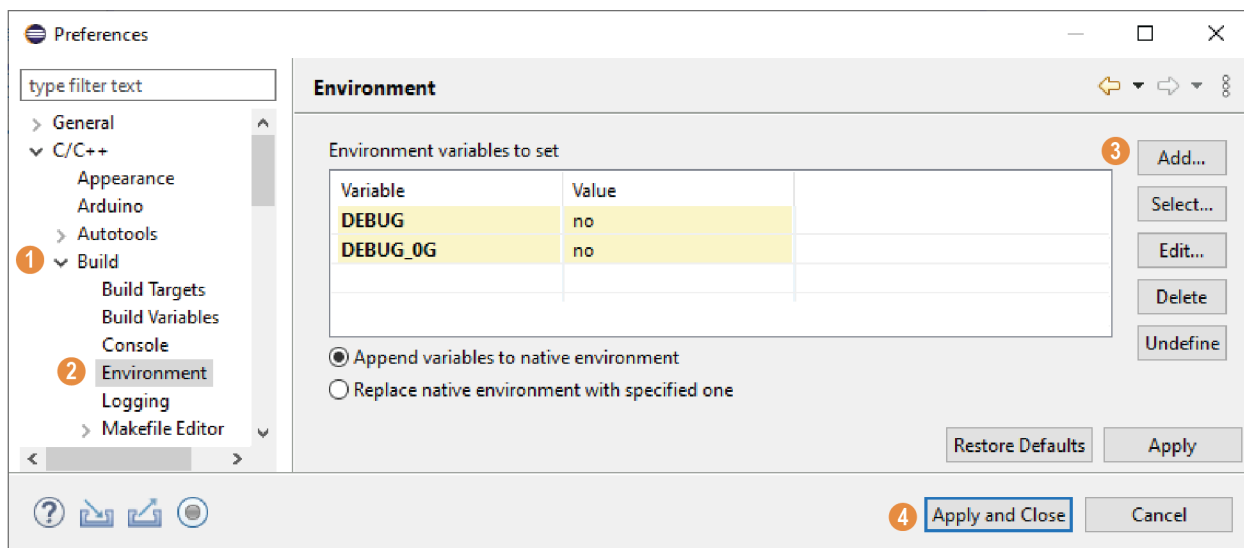 Preferences
type filter text
General
C/C++
Appearance
Arduino
Autotools
1 Build
Build Targets
Build Variables
Console
2 Environment
Logging
Makefile Editor
Environment
Environment variables to set
Variable Value
DEBUG no
DEBUG_0G no
3 Add...
Select...
Edit...
Delete
Undefine
Append variables to native environment
Replace native environment with specified one
Restore Defaults Apply
4 Apply and Close Cancel